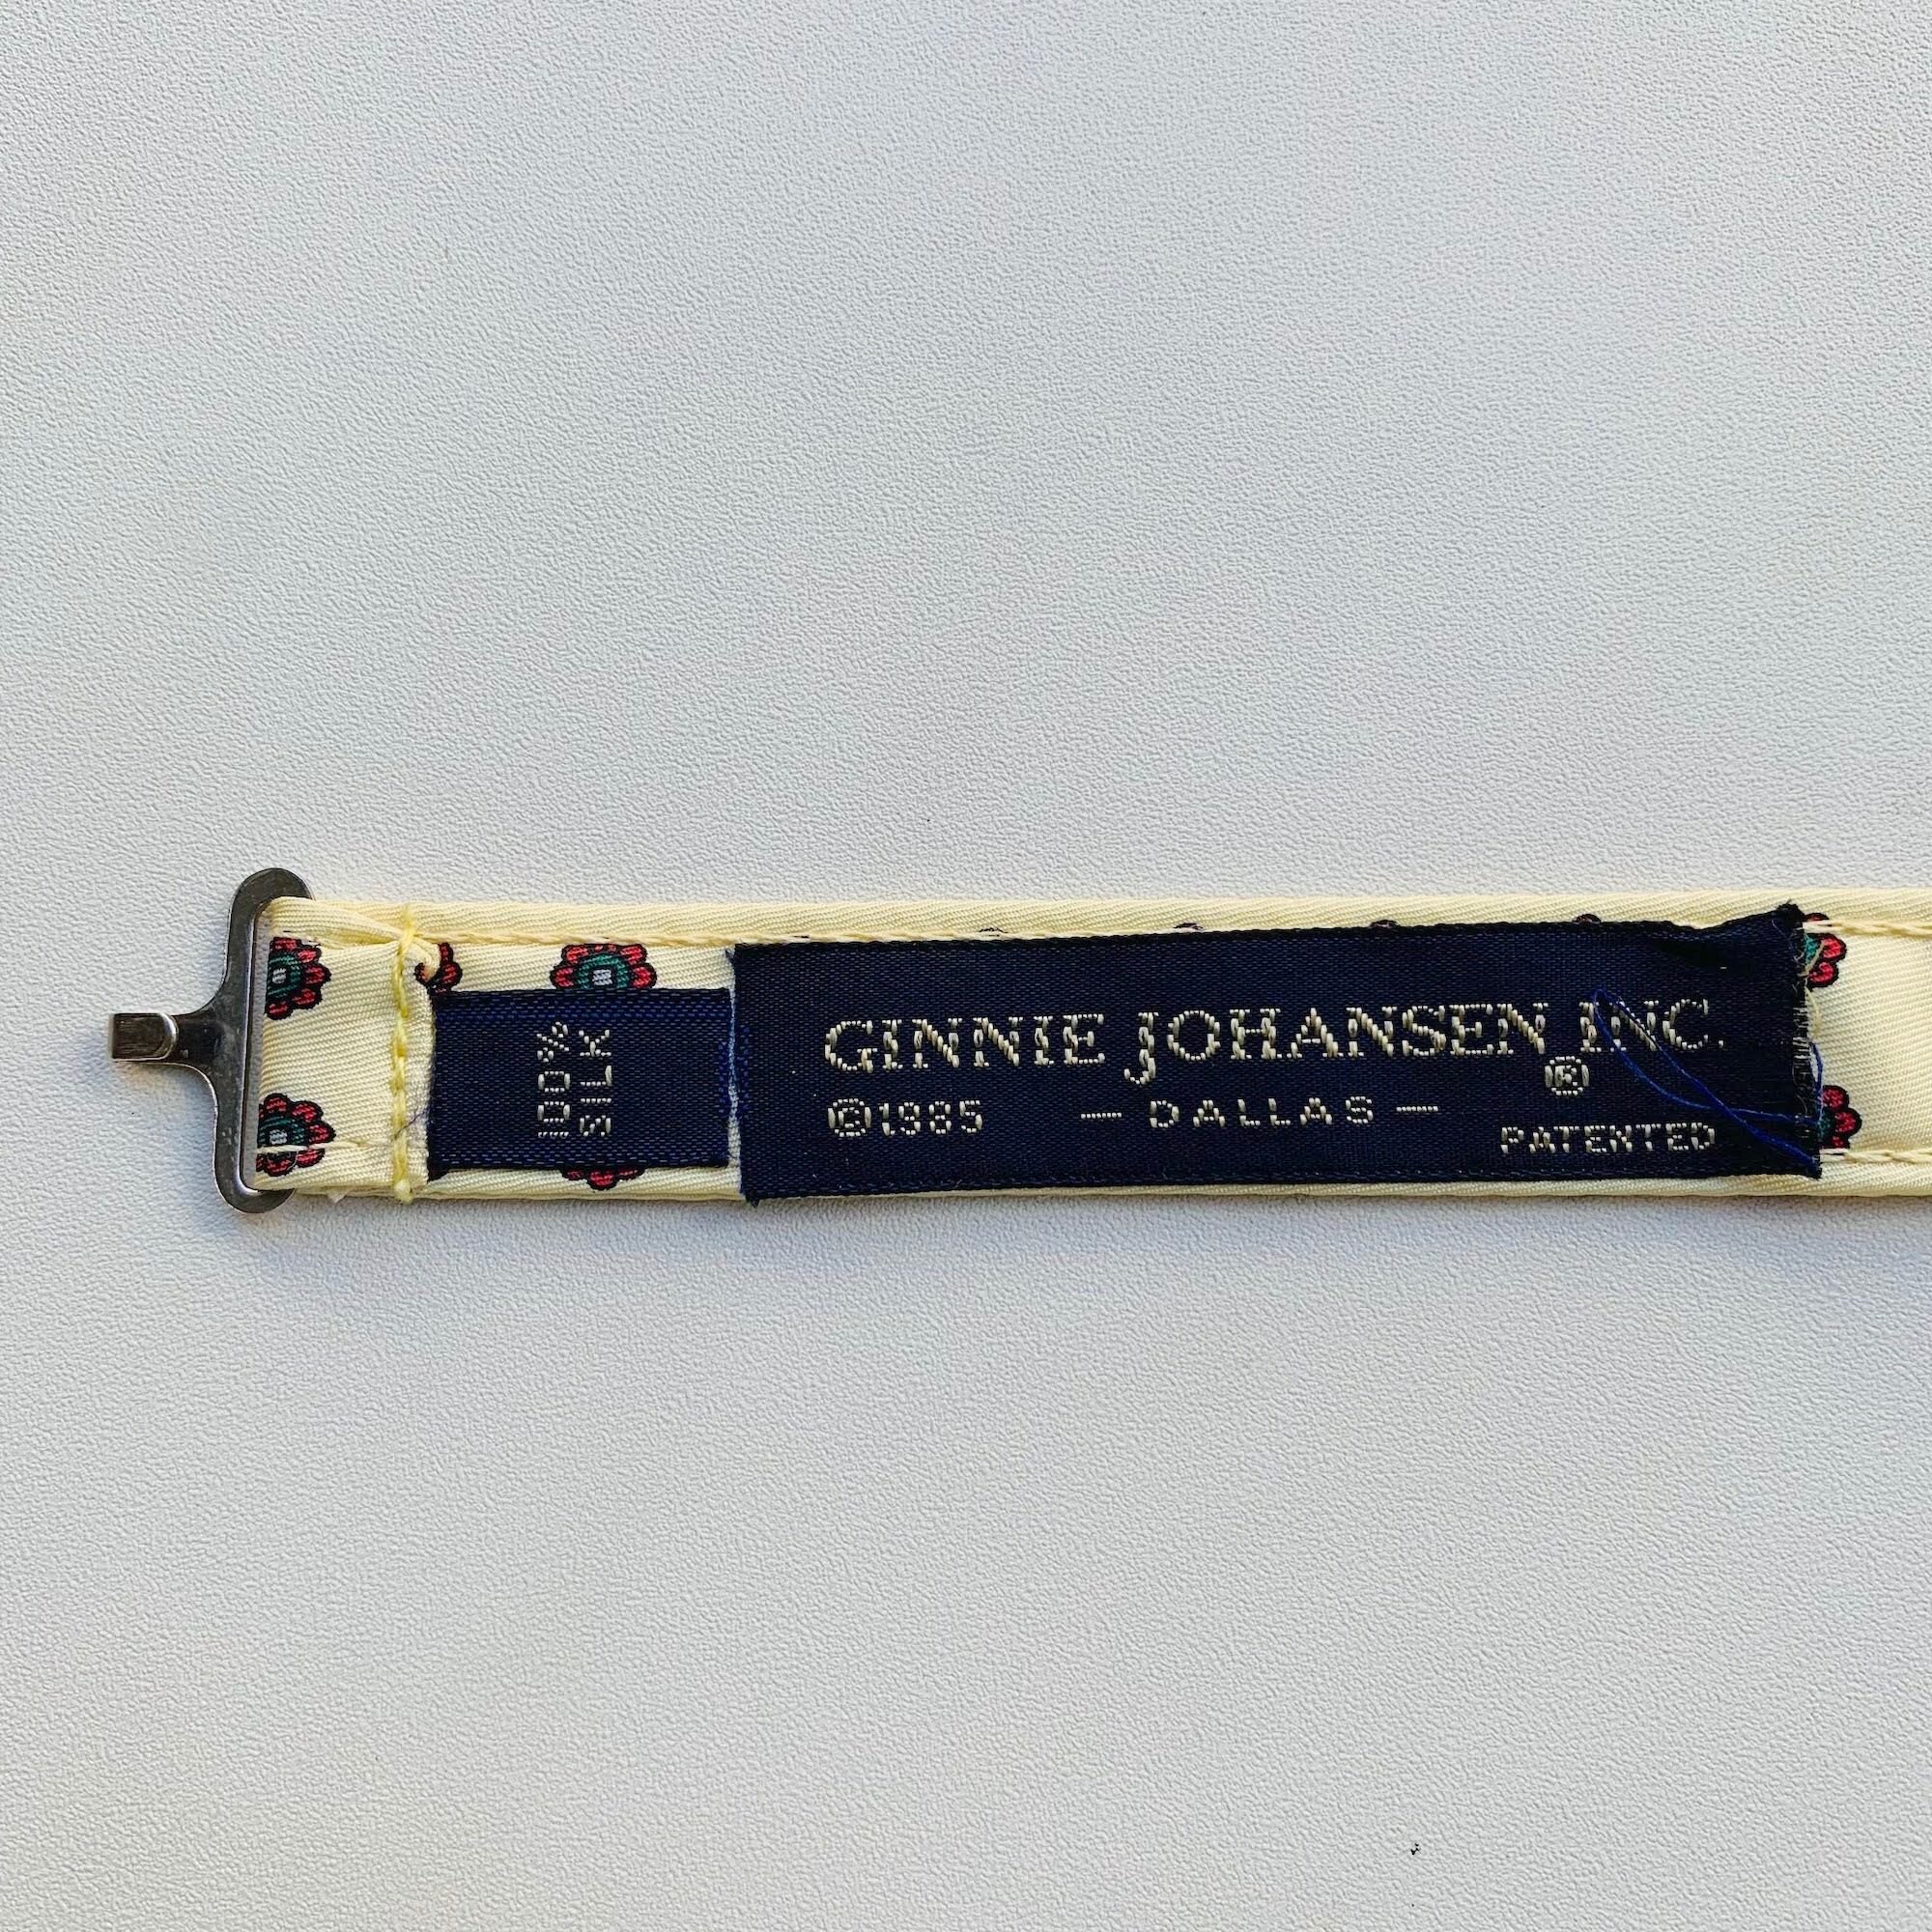 100%
SILK
GINNIE JOHANSEN, INC.
®
©1985 — DALLAS —
PATENTED